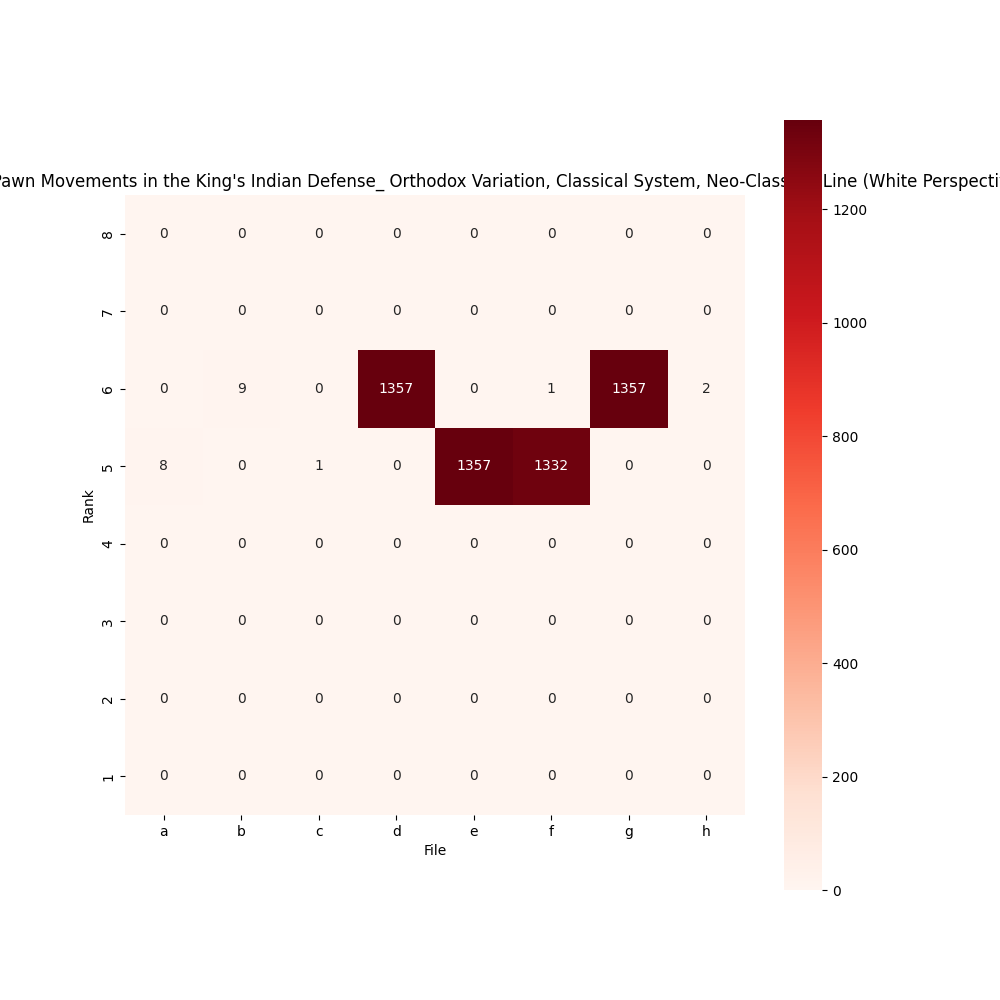 Pawn Movements in the King's Indian Defense_ Orthodox Variation, Classical System, Neo-Clas Line (White Perspecti
8 0 0 0 0 0 0 0 0
7 0 0 0 0 0 0 0 0
6 0 9 0 1357 0 1 1357 2
5 8 0 1 0 1357 1332 0 0
4 0 0 0 0 0 0 0 0
3 0 0 0 0 0 0 0 0
2 0 0 0 0 0 0 0 0
1 0 0 0 0 0 0 0 0
Rank
a b c d e f g h
File
1200
1000
800
600
400
200
0